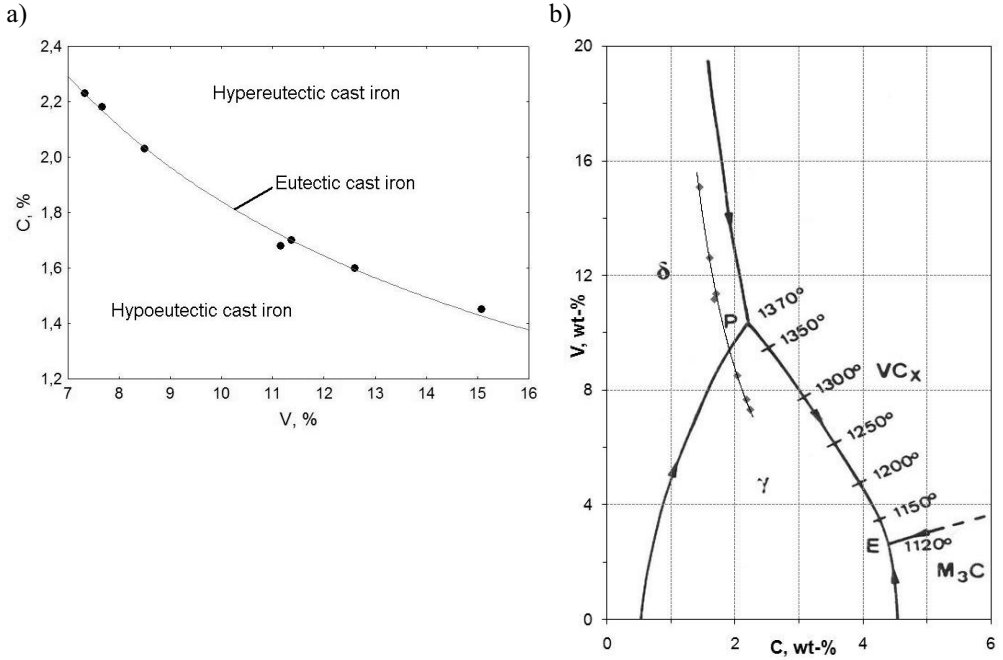 a)
2,4
2,2
2,0
1,8
1,6
1,4
1,2
C, %
Hypereutectic cast iron
Eutectic cast iron
Hypoeutectic cast iron
7 8 9 10 11 12 13 14 15 16
V, %
b)
20
16
12
8
4
0
V, wt-%
δ
P
1370°
1350°
1300°
VCX
1250°
1200°
γ
1150°
E
1120°
M3C
0 2 4 6
C, wt-%